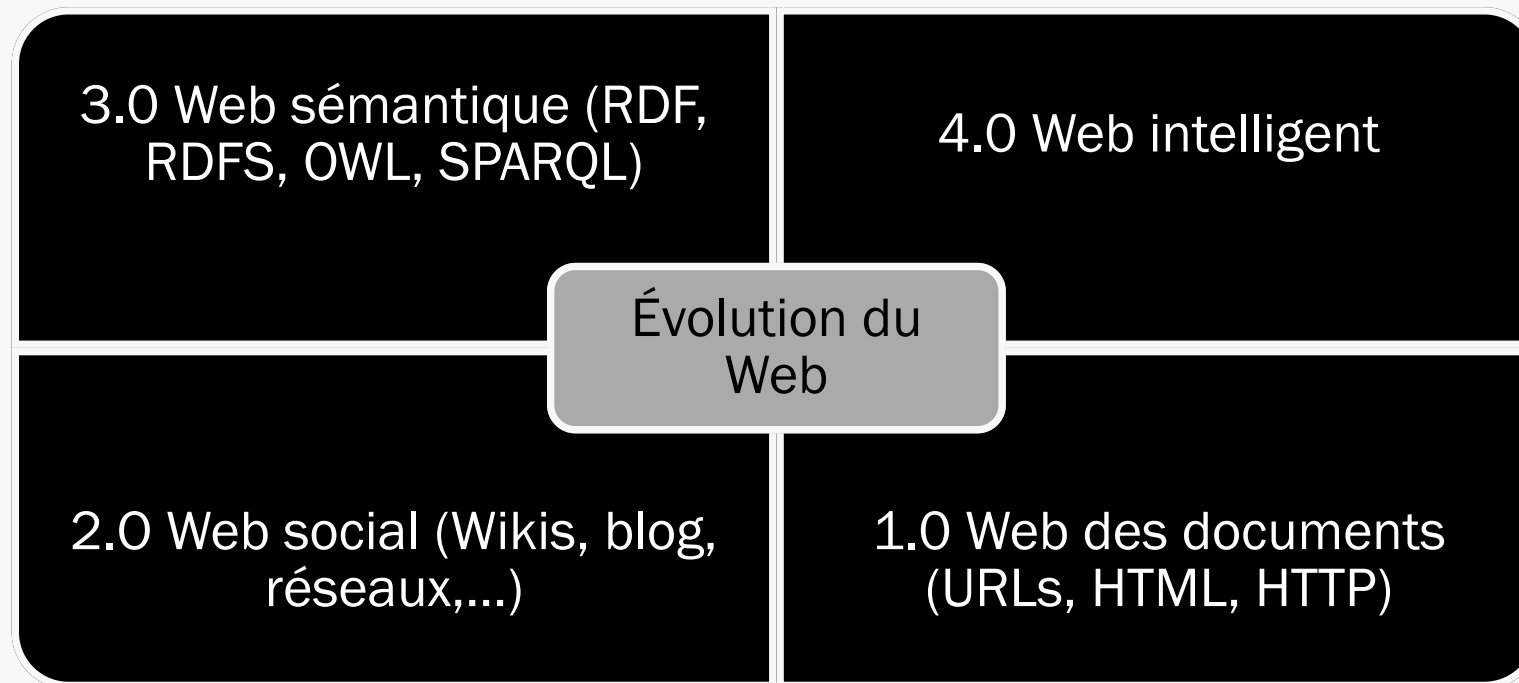 3.0 Web sémantique (RDF,
RDFS, OWL, SPARQL)
4.0 Web intelligent
Évolution du
Web
2.0 Web social (Wikis, blog,
réseaux,...)
1.0 Web des documents
(URLs, HTML, HTTP)